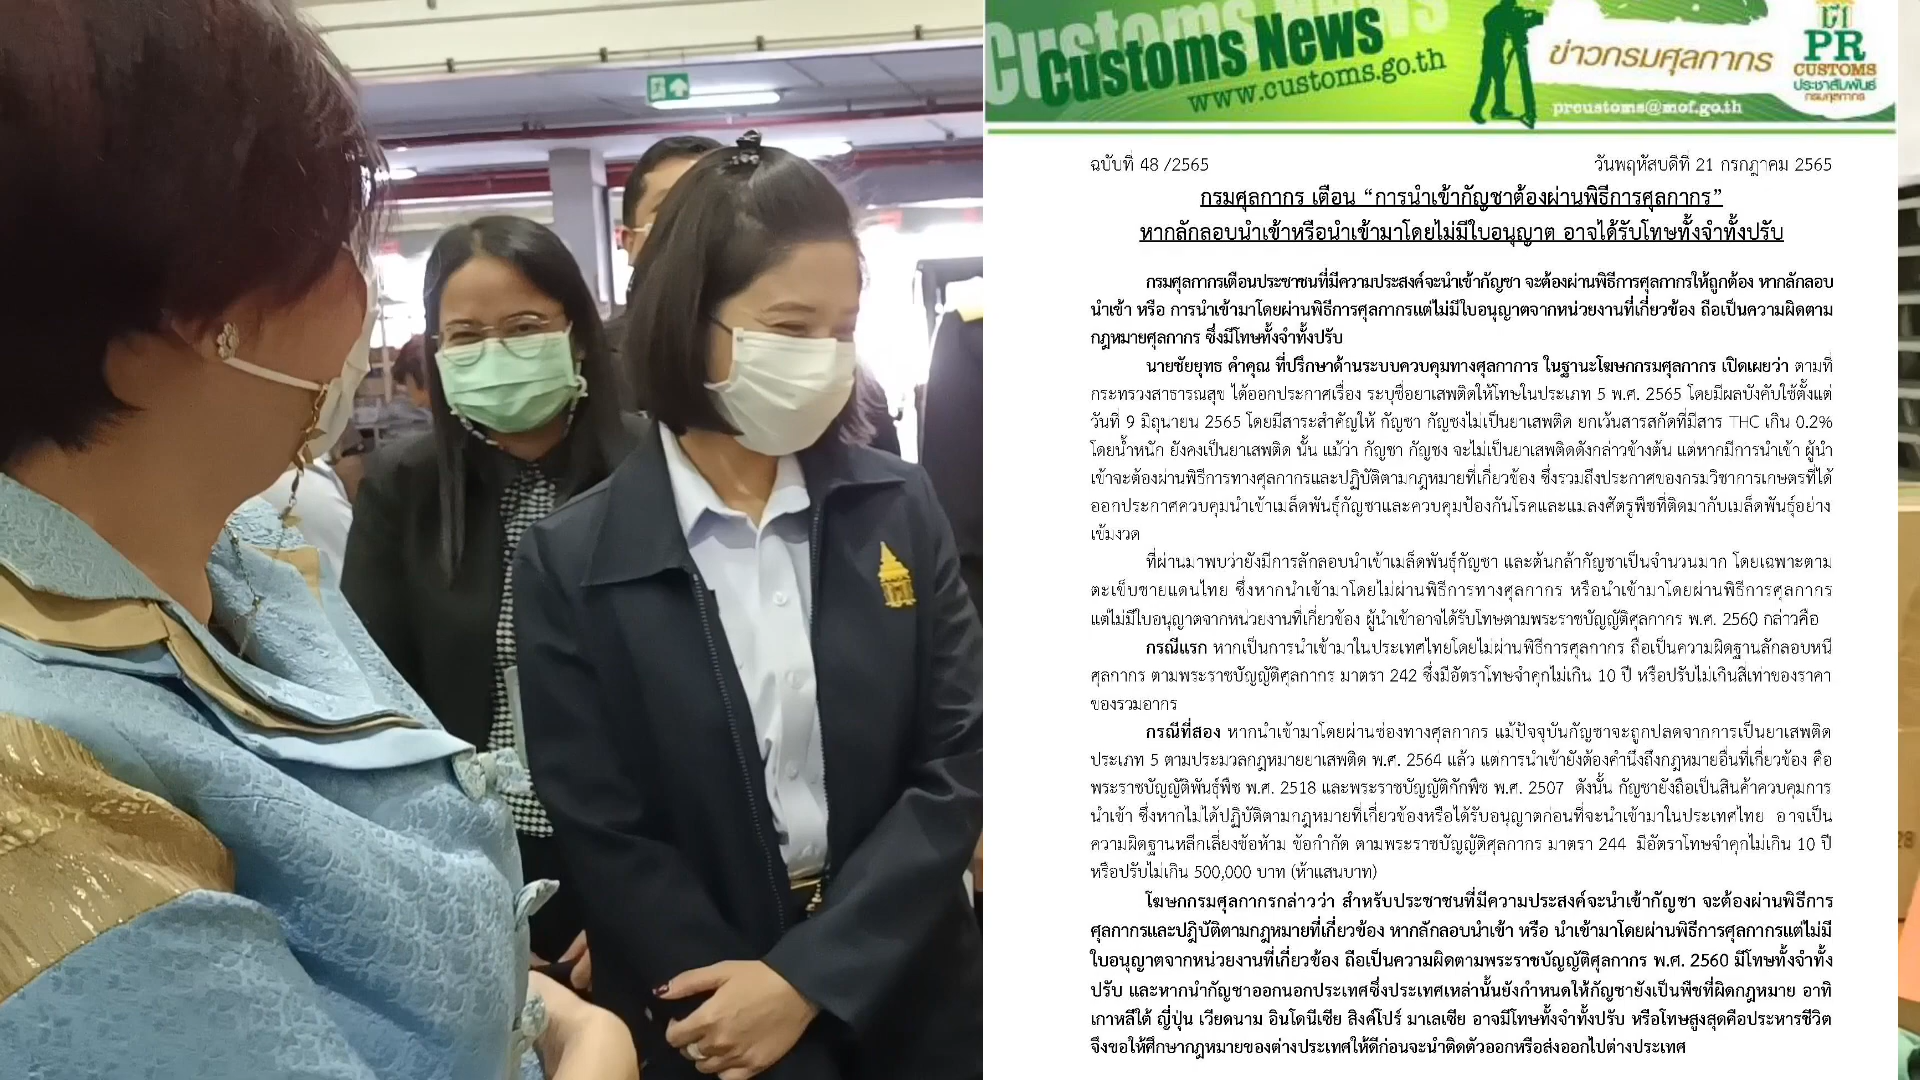 Customs News
Customs News
www.customs.go.th
ข่าวกรมศุลกากร
prcustoms@mof.go.th
PR
CUSTOMS
ประชาสัมพันธ์
กรมศุลกากร
ฉบับที่ 48 /2565 วันพฤหัสบดีที่ 21 กรกฎาคม 2565
กรมศุลกากร เตือน “การนำเข้ากัญชาต้องผ่านพิธีการศุลกากร”
หากลักลอบนำเข้าหรือนำเข้ามาโดยไม่มีใบอนุญาต อาจได้รับโทษทั้งจำทั้งปรับ
กรมศุลกากรเตือนประชาชนที่มีความประสงค์จะนำเข้ากัญชา จะต้องผ่านพิธีการศุลกากรให้ถูกต้อง หากลักลอบ
นำเข้า หรือ การนำเข้ามาโดยผ่านพิธีการศุลกากรแต่ไม่มีใบอนุญาตจากหน่วยงานที่เกี่ยวข้อง ถือเป็นความผิดตาม
กฎหมายศุลกากร ซึ่งมีโทษทั้งจำทั้งปรับ
นายชัยยุทธ คำคุณ ที่ปรึกษาด้านระบบควบคุมทางศุลกาการ ในฐานะโฆษกกรมศุลกากร เปิดเผยว่า ตามที่
กระทรวงสาธารณสุข ได้ออกประกาศเรื่อง ระบุชื่อยาเสพติดให้โทษในประเภท 5 พ.ศ. 2565 โดยมีผลบังคับใช้ตั้งแต่
วันที่ 9 มิถุนายน 2565 โดยมีสาระสำคัญให้ กัญชา กัญชงไม่เป็นยาเสพติด ยกเว้นสารสกัดที่มีสาร THC เกิน 0.2%
โดยน้ำหนัก ยังคงเป็นยาเสพติด นั้น แม้ว่า กัญชา กัญชง จะไม่เป็นยาเสพติดดังกล่าวข้างต้น แต่หากมีการนำเข้า ผู้นำ
เข้าจะต้องผ่านพิธีการทางศุลกากรและปฏิบัติตามกฎหมายที่เกี่ยวข้อง ซึ่งรวมถึงประกาศของกรมวิชาการเกษตรที่ได้
ออกประกาศควบคุมนำเข้าเมล็ดพันธุ์กัญชาและควบคุมป้องกันโรคและแมลงศัตรูพืชที่ติดมากับเมล็ดพันธุ์อย่าง
เข้มงวด
ที่ผ่านมาพบว่ายังมีการลักลอบนำเข้าเมล็ดพันธุ์กัญชา และต้นกล้ากัญชาเป็นจำนวนมาก โดยเฉพาะตาม
ตะเข็บชายแดนไทย ซึ่งหากนำเข้ามาโดยไม่ผ่านพิธีการทางศุลกากร หรือนำเข้ามาโดยผ่านพิธีการศุลกากร
แต่ไม่มีใบอนุญาตจากหน่วยงานที่เกี่ยวข้อง ผู้นำเข้าอาจได้รับโทษตามพระราชบัญญัติศุลกากร พ.ศ. 2560 กล่าวคือ
กรณีแรก หากเป็นการนำเข้ามาในประเทศไทยโดยไม่ผ่านพิธีการศุลกากร ถือเป็นความผิดฐานลักลอบหนี
ศุลกากร ตามพระราชบัญญัติศุลกากร มาตรา 242 ซึ่งมีอัตราโทษจำคุกไม่เกิน 10 ปี หรือปรับไม่เกินสี่เท่าของราคา
ของรวมอากร
กรณีที่สอง หากนำเข้ามาโดยผ่านช่องทางศุลกากร แม้ปัจจุบันกัญชาจะถูกปลดจากการเป็นยาเสพติด
ประเภท 5 ตามประมวลกฎหมายยาเสพติด พ.ศ. 2564 แล้ว แต่การนำเข้ายังต้องคำนึงถึงกฎหมายอื่นที่เกี่ยวข้อง คือ
พระราชบัญญัติพันธุ์พืช พ.ศ. 2518 และพระราชบัญญัติกักพืช พ.ศ. 2507 ดังนั้น กัญชายังถือเป็นสินค้าควบคุมการ
นำเข้า ซึ่งหากไม่ได้ปฏิบัติตามกฎหมายที่เกี่ยวข้องหรือได้รับอนุญาตก่อนที่จะนำเข้ามาในประเทศไทย อาจเป็น
ความผิดฐานหลีกเลี่ยงข้อห้าม ข้อกำกัด ตามพระราชบัญญัติศุลกากร มาตรา 244 มีอัตราโทษจำคุกไม่เกิน 10 ปี
หรือปรับไม่เกิน 500,000 บาท (ห้าแสนบาท)
โฆษกกรมศุลกากรกล่าวว่า สำหรับประชาชนที่มีความประสงค์จะนำเข้ากัญชา จะต้องผ่านพิธีการ
ศุลกากรและปฎิบัติตามกฎหมายที่เกี่ยวข้อง หากลักลอบนำเข้า หรือ นำเข้ามาโดยผ่านพิธีการศุลกากรแต่ไม่มี
ใบอนุญาตจากหน่วยงานที่เกี่ยวข้อง ถือเป็นความผิดตามพระราชบัญญัติศุลกากร พ.ศ. 2560 มีโทษทั้งจำทั้ง
ปรับ และหากนำกัญชาออกนอกประเทศซึ่งประเทศเหล่านั้นยังกำหนดให้กัญชายังเป็นพืชที่ผิดกฎหมาย อาทิ
เกาหลีใต้ ญี่ปุ่น เวียดนาม อินโดนีเซีย สิงค์โปร์ มาเลเซีย อาจมีโทษทั้งจำทั้งปรับ หรือโทษสูงสุดคือประหารชีวิต
จึงขอให้ศึกษากฎหมายของต่างประเทศให้ดีก่อนจะนำติดตัวออกหรือส่งออกไปต่างประเทศ